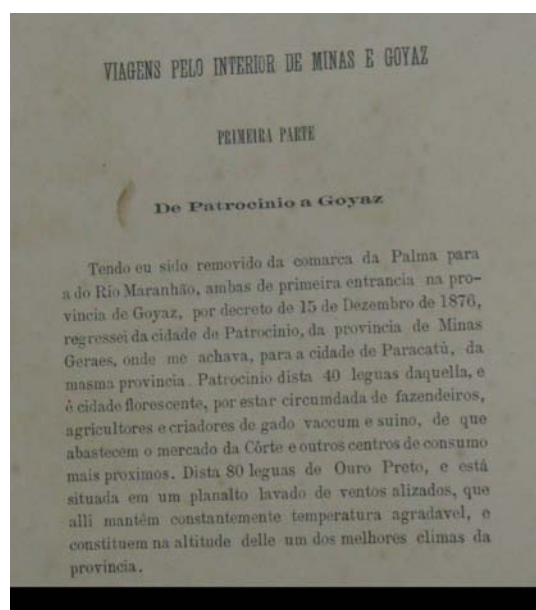 VIAGENS PELO INTERIOR DE MINAS E GOYAZ
PRIMEIRA PARTE
De Patrocinio a Goyaz
Tendo eu sido removido da comarca da Palma para
a do Rio Maranhão, ambas de primeira entrancia na pro-
vincia de Goyaz, por decreto de 15 de Dezembro de 1876,
regressei da cidade de Patrocinio, da provincia de Minas
Geraes, onde me achava, para a cidade de Paracatù, da
masma provincia. Patrocinio dista 40 leguas daquella, e
é cidade florescente, por estar circumdada de fazendeiros,
agricultores e criadores de gado vaccum e suino, de que
abastecem o mercado da Côrte e outros centros de consumo
mais proximos. Dista 80 leguas de Ouro Preto, e está
situada em um planalto lavado de ventos alizados, que
alli mantém constantemente temperatura agradavel, e
constituem na altitude delle um dos melhores climas da
provincia.